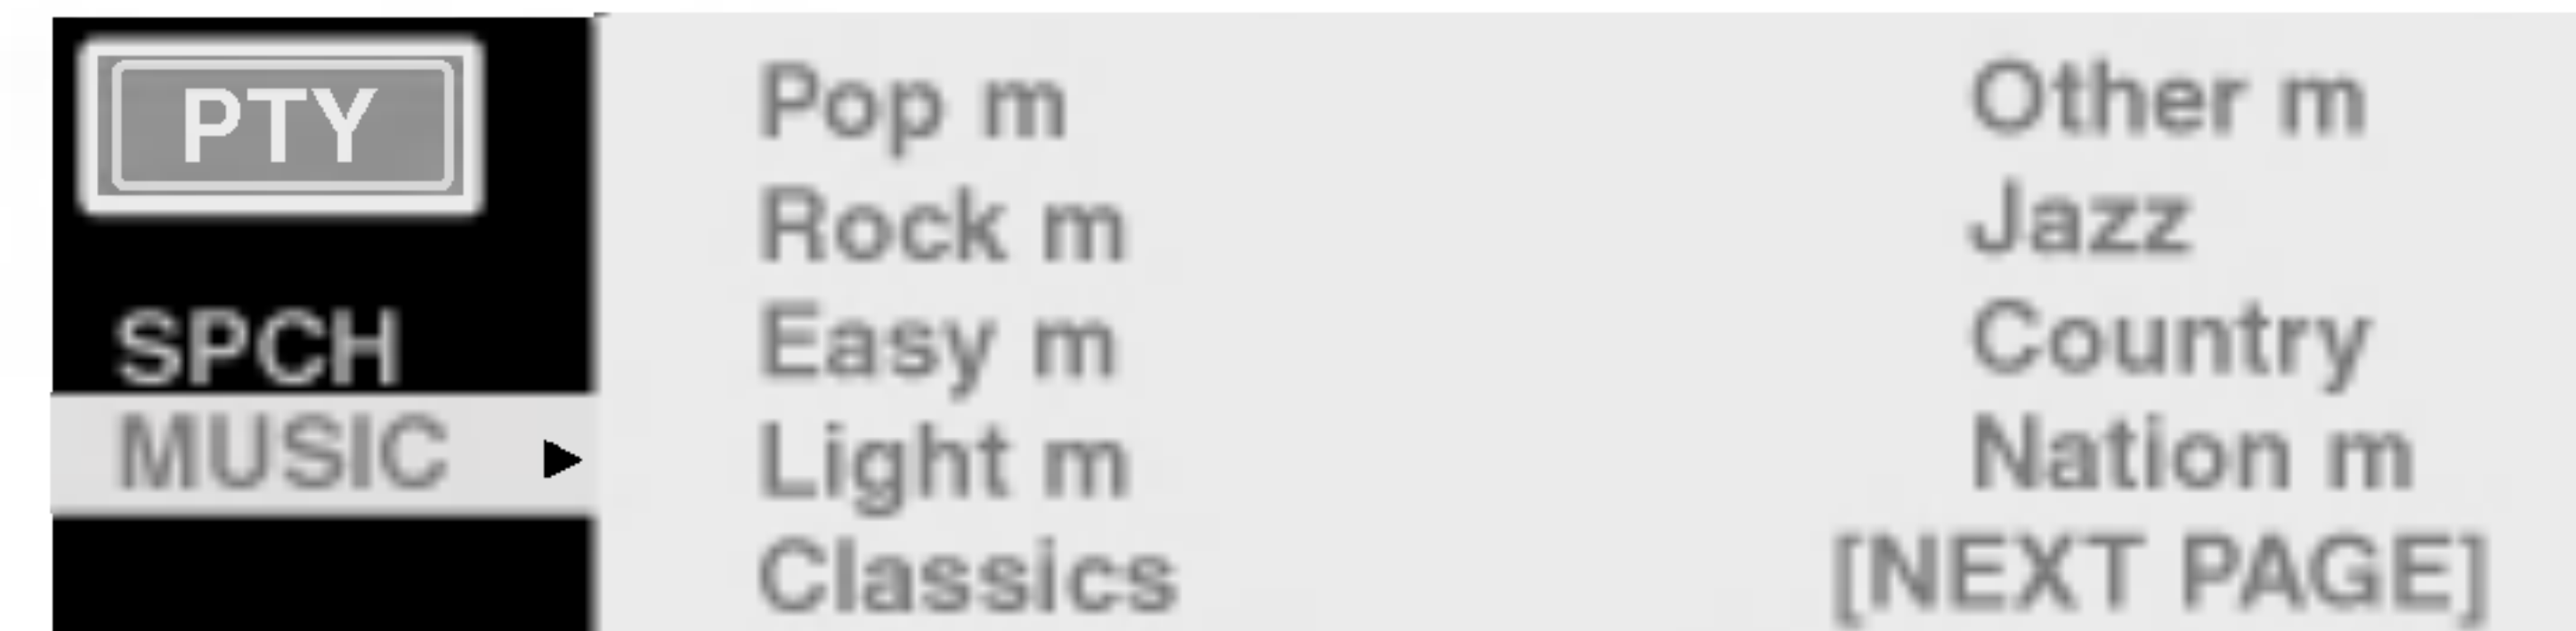 PTY
SPCH
MUSIC
Pop m
Rock m
Easy m
Light m
Classics
Other m
Jazz
Country
Nation m
[NEXT PAGE]